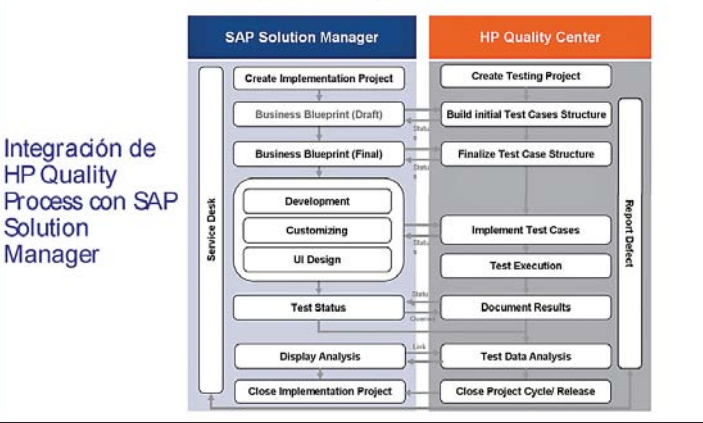 Integración de
HP Quality
Process con SAP
Solution
Manager
SAP Solution Manager
HP Quality Center
Service Desk
Create Implementation Project
Create Testing Project
Business Blueprint (Draft)
Build initial Test Cases Structure
Status
Business Blueprint (Final)
Finalize Test Case Structure
Status
Development
Customizing
UI Design
Implement Test Cases
Status
Test Execution
Report Defect
Test Status
Status
Queries
Document Results
Display Analysis
Link
Test Data Analysis
Close Implementation Project
Close Project Cycle/ Release